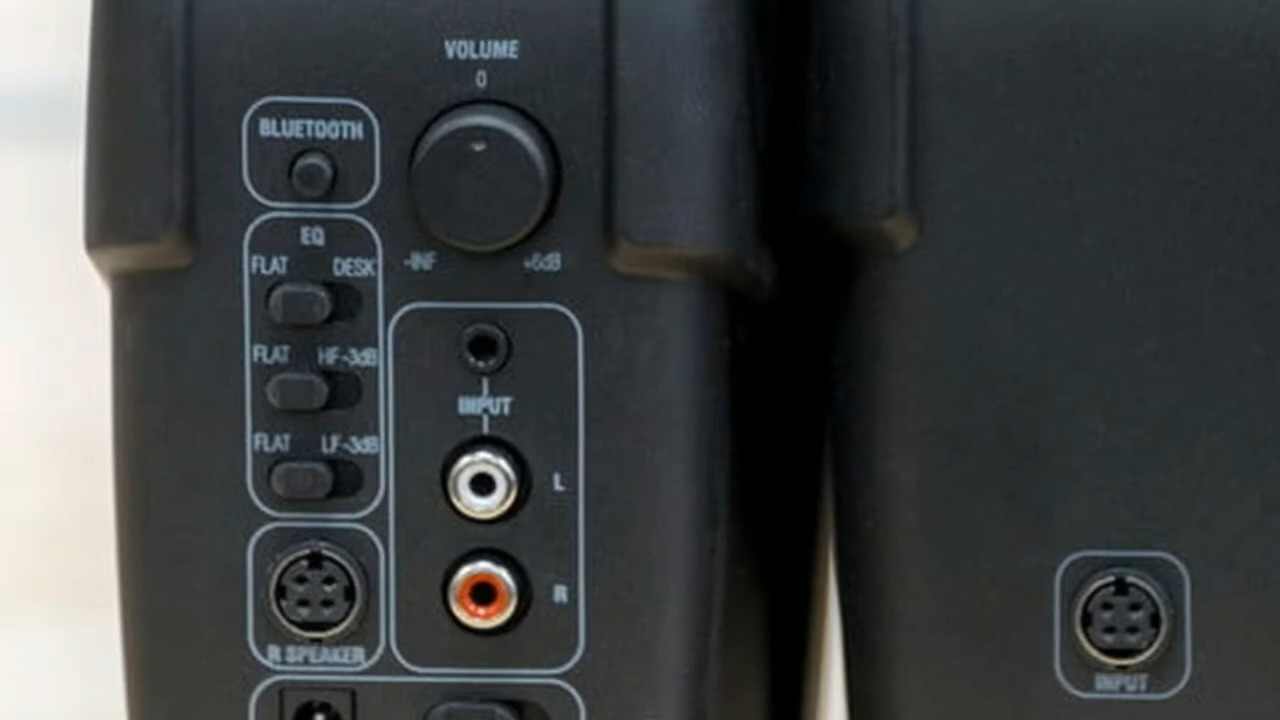 VOLUME
0
BLUETOOTH
-INF +6dB
EQ
FLAT DESK
FLAT HF-3dB
FLAT LF-3dB
INPUT
L
R
R SPEAKER
INPUT